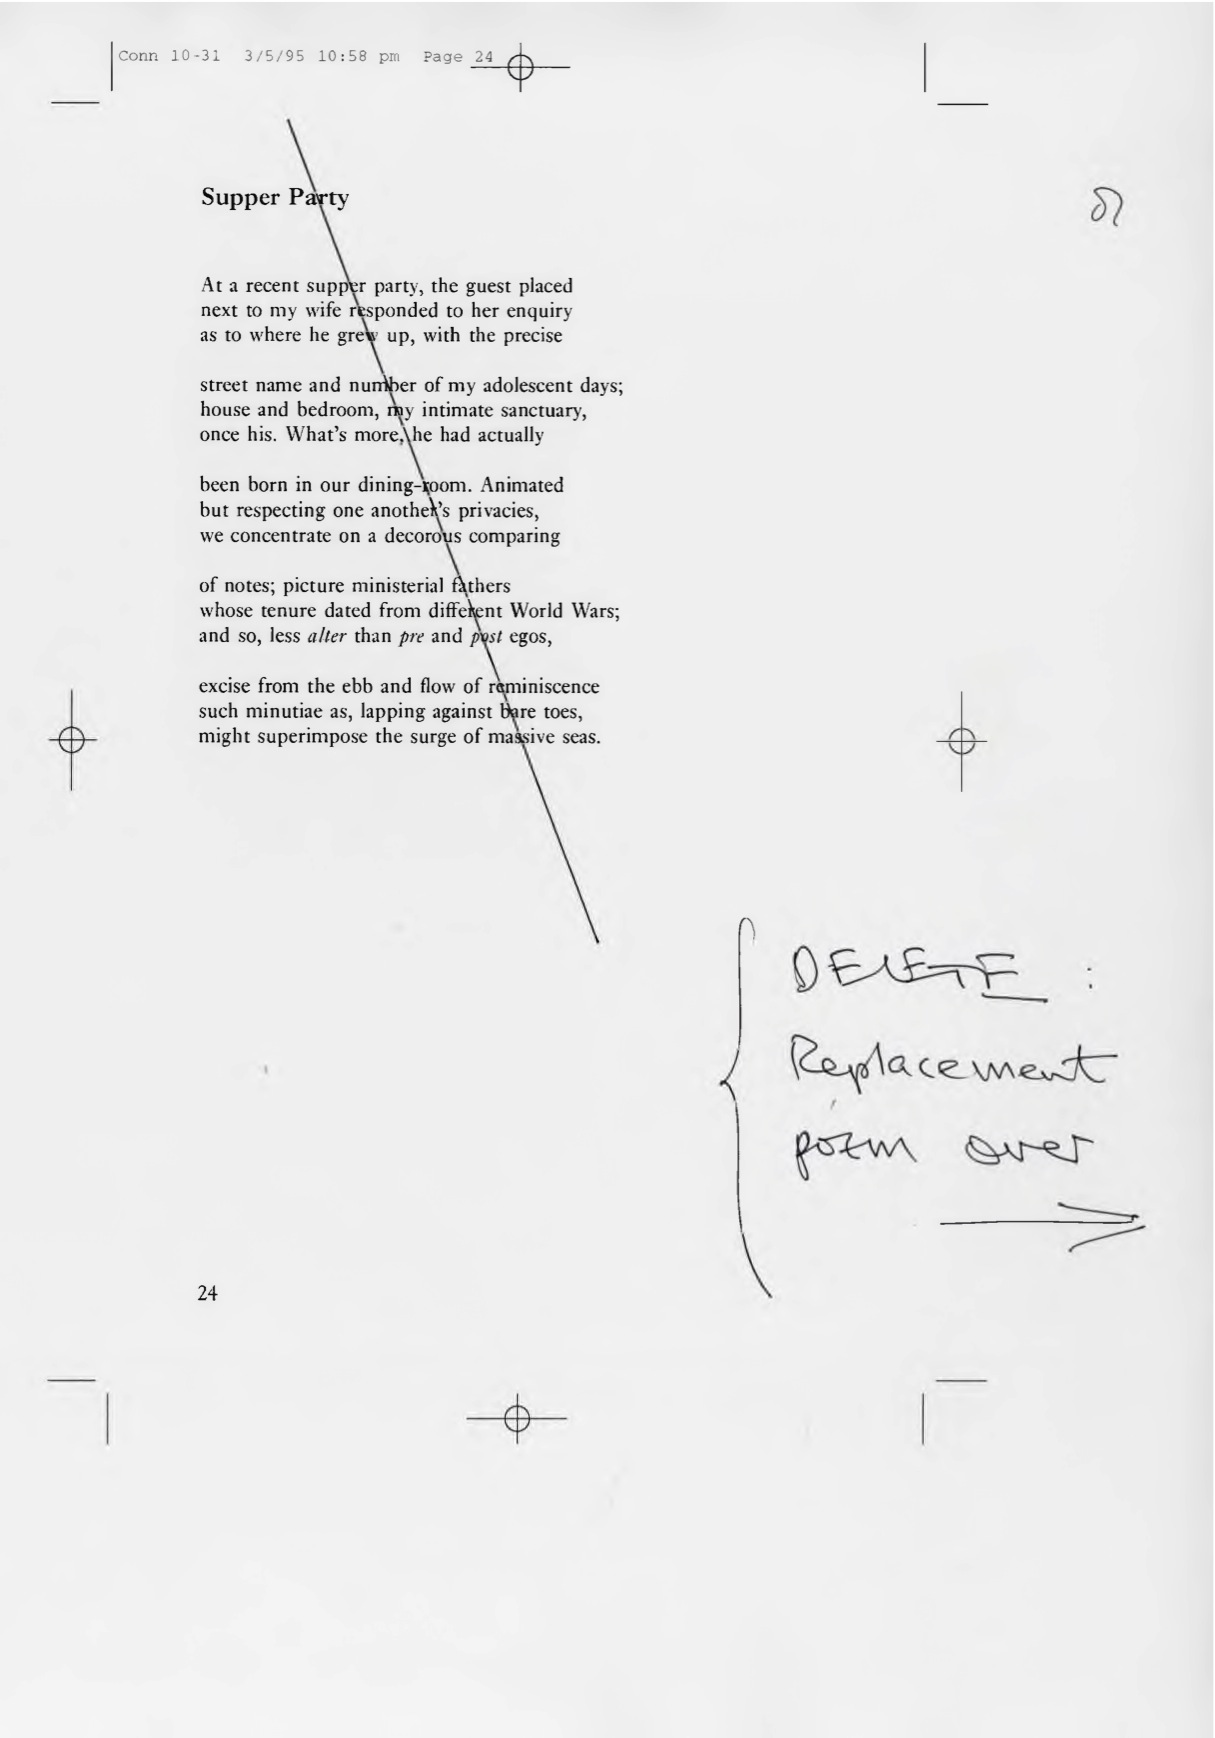 Conn 10-31 3/5/95 10:58 pm Page 24
Supper Party
At a recent supper party, the guest placed
next to my wife responded to her enquiry
as to where he grew up, with the precise
street name and number of my adolescent days;
house and bedroom, my intimate sanctuary,
once his. What's more, he had actually
been born in our dining-room. Animated
but respecting one another's privacies,
we concentrate on a decorous comparing
of notes; picture ministerial fathers
whose tenure dated from different World Wars;
and so, less alter than pre and post egos,
excise from the ebb and flow of reminiscence
such minutiae as, lapping against bare toes,
might superimpose the surge of massive seas.
DELETE :
Replacement
poem over
24